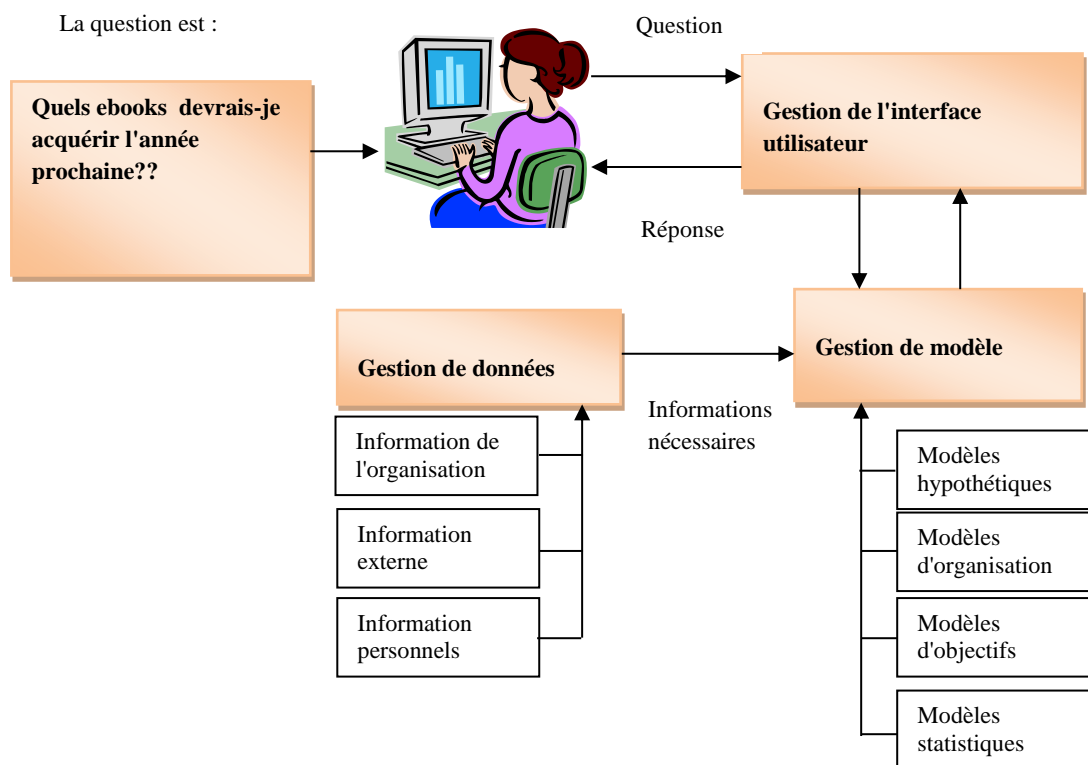 La question est :
Question
Quels ebooks devrais-je
acquérir l'année
prochaine??
Gestion de l'interface
utilisateur
Réponse
Gestion de données
Gestion de modèle
Informations
nécessaires
Information de
l'organisation
Information
externe
Information
personnels
Modèles
hypothétiques
Modèles
d'organisation
Modèles
d'objectifs
Modèles
statistiques